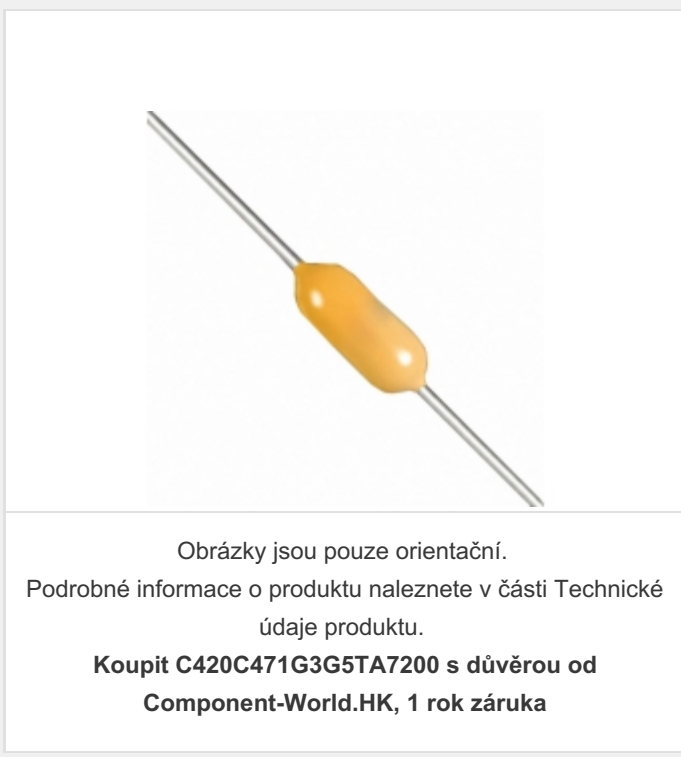 Obrázky jsou pouze orientační.
Podrobné informace o produktu naleznete v části Technické
údaje produktu.
Koupit C420C471G3G5TA7200 s důvěrou od
Component-World.HK, 1 rok záruka